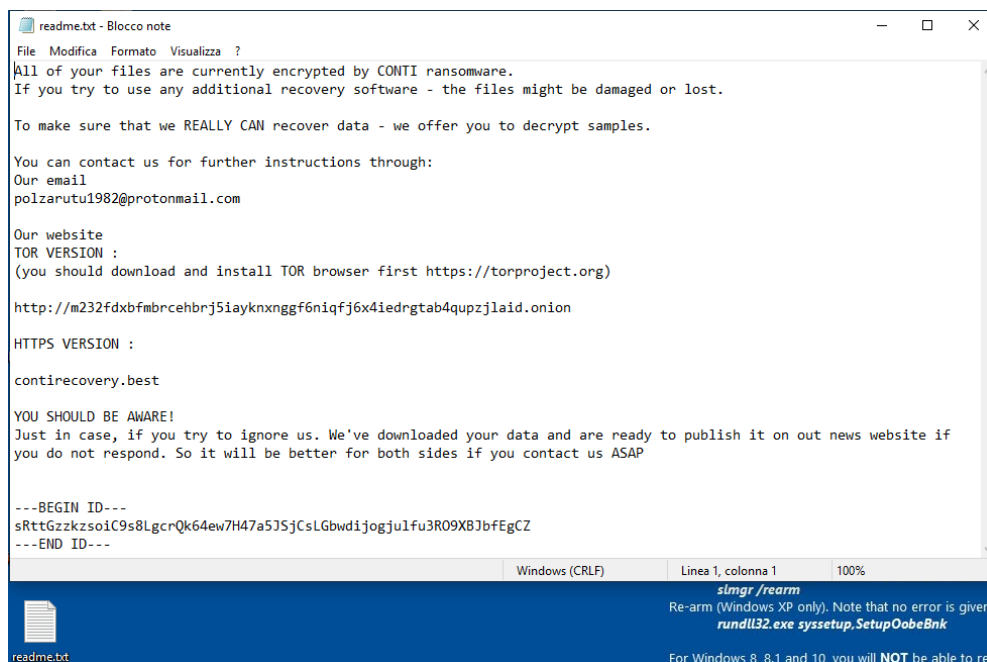 readme.txt - Blocco note
File Modifica Formato Visualizza ?
All of your files are currently encrypted by CONTI ransomware.
If you try to use any additional recovery software - the files might be damaged or lost.
To make sure that we REALLY CAN recover data - we offer you to decrypt samples.
You can contact us for further instructions through:
Our email
polzarutu1982@protonmail.com
Our website
TOR VERSION :
(you should download and install TOR browser first https://torproject.org)
http://m232fdxbfmbrcehbrj5iayknxnggf6niqfj6x4iedrgtab4qupzjlaid.onion
HTTPS VERSION :
contirecovery.best
YOU SHOULD BE AWARE!
Just in case, if you try to ignore us. We've downloaded your data and are ready to publish it on out news website if
you do not respond. So it will be better for both sides if you contact us ASAP
---BEGIN ID---
sRttGzzkzsoiC9s8LgcrQk64ew7H47a5JSjCsLGbwdijogjulfu3RO9XBJbfEgCZ
---END ID---
Windows (CRLF) Linea 1, colonna 1 100%
slmgr /rearm
Re-arm (Windows XP only). Note that no error is given
rundll32.exe syssetup,SetupOobeBnk
readme.txt
For Windows 8, 8.1 and 10, you will NOT be able to re